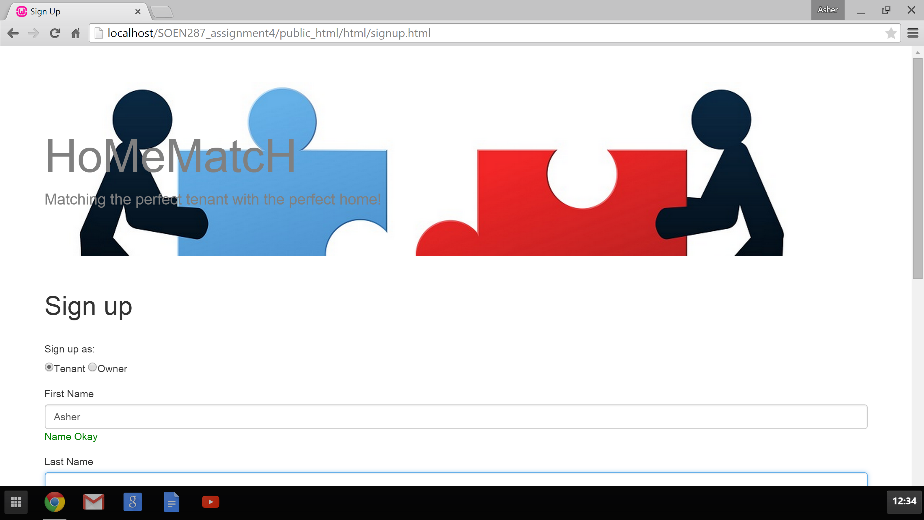 Sign Up
Asher
localhost/SOEN287_assignment4/public_html/html/signup.html
HoMeMatcH
Matching the perfect tenant with the perfect home!
Sign up
Sign up as:
Tenant Owner
First Name
Asher
Name Okay
Last Name
12:34